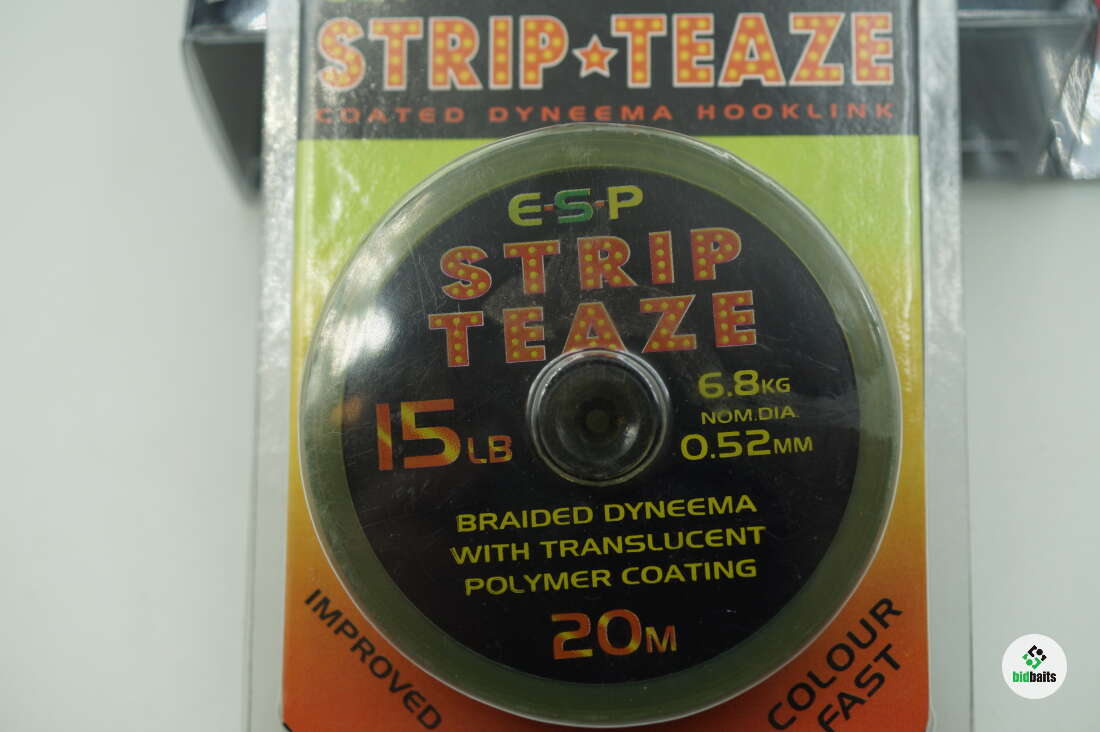 STRIP★TEAZE
COATED DYNEEMA HOOKLINK
E-S-P
STRIP
TEAZE
15LB
6.8KG
NOM.DIA.
0.52MM
BRAIDED DYNEEMA
WITH TRANSLUCENT
POLYMER COATING
20M
IMPROVED
COLOUR
FAST
bidbaits